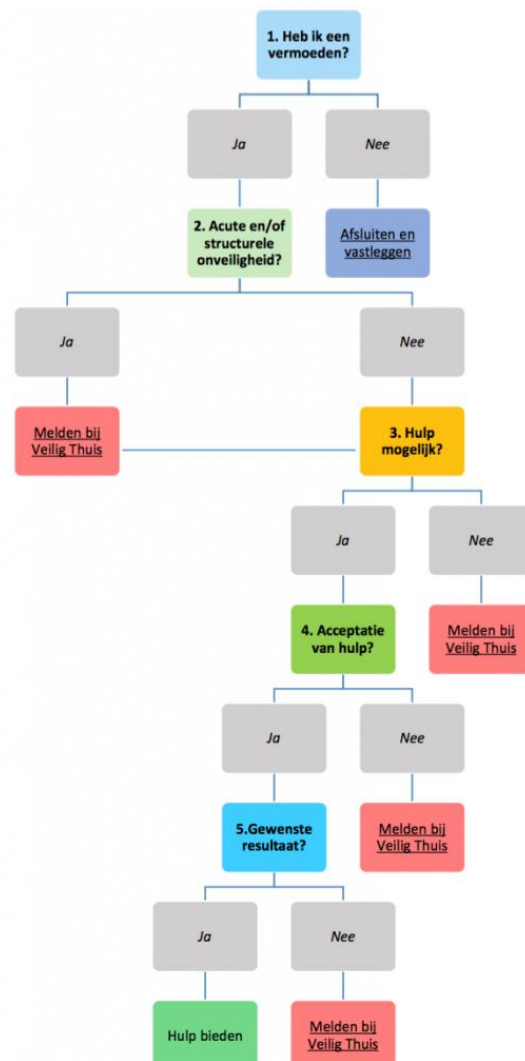 1. Heb ik een
vermoeden?
Ja
Nee
2. Acute en/of
structurele
onveiligheid?
Afsluiten en
vastleggen
Ja
Nee
Melden bij
Veilig Thuis
3. Hulp
mogelijk?
Ja
Nee
4. Acceptatie
van hulp?
Melden bij
Veilig Thuis
Ja
Nee
5.Gewenste
resultaat?
Melden bij
Veilig Thuis
Ja
Nee
Hulp bieden
Melden bij
Veilig Thuis